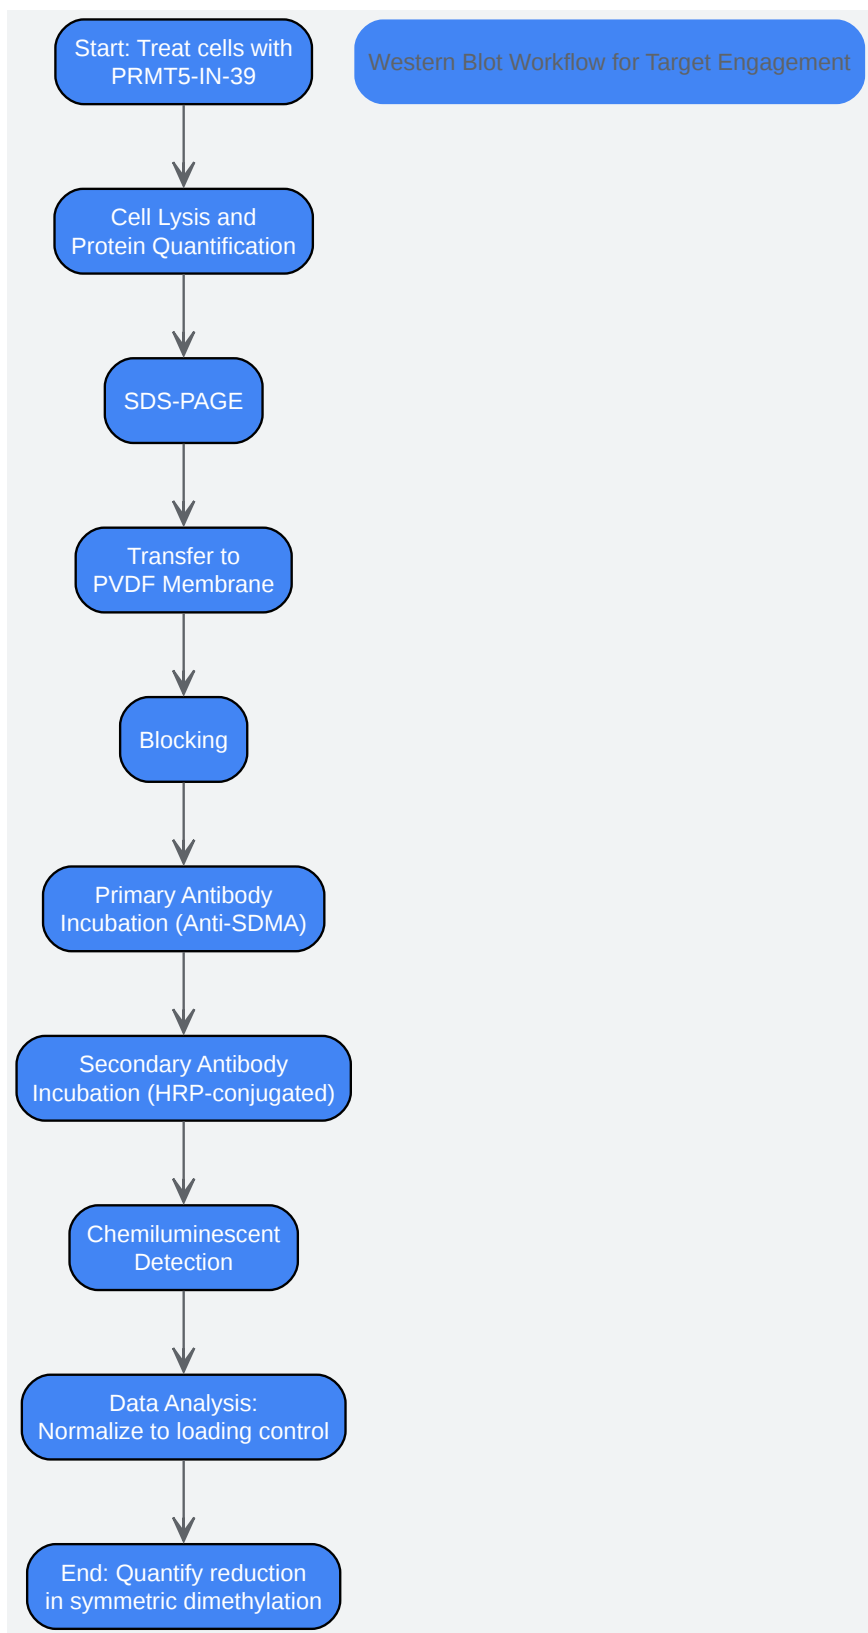 Start: Treat cells with
PRMT5-IN-39
Western Blot Workflow for Target Engagement
Cell Lysis and
Protein Quantification
SDS-PAGE
Transfer to
PVDF Membrane
Blocking
Primary Antibody
Incubation (Anti-SDMA)
Secondary Antibody
Incubation (HRP-conjugated)
Chemiluminescent
Detection
Data Analysis:
Normalize to loading control
End: Quantify reduction
in symmetric dimethylation